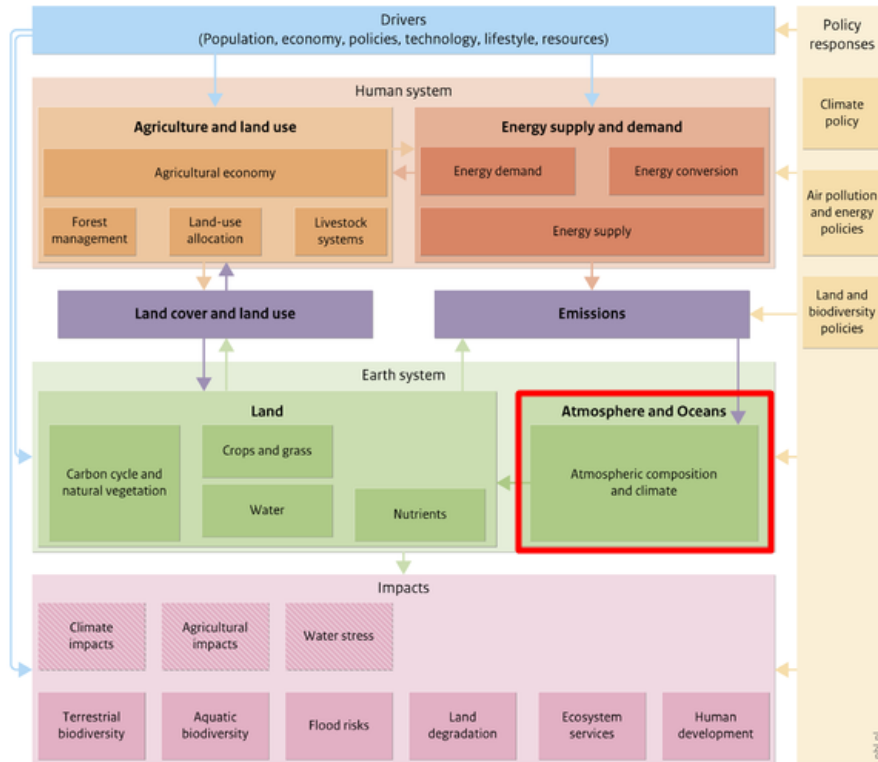 Drivers
(Population, economy, policies, technology, lifestyle, resources)
Policy
responses
Human system
Climate
policy
Agriculture and land use
Energy supply and demand
Agricultural economy
Energy demand
Energy conversion
Air pollution
and energy
policies
Forest
management
Land-use
allocation
Livestock
systems
Energy supply
Land cover and land use
Emissions
Land and
biodiversity
policies
Earth system
Land
Atmosphere and Oceans
Carbon cycle and
natural vegetation
Crops and grass
Water
Nutrients
Atmospheric composition
and climate
Impacts
Climate
impacts
Agricultural
impacts
Water stress
Terrestrial
biodiversity
Aquatic
biodiversity
Flood risks
Land
degradation
Ecosystem
services
Human
development